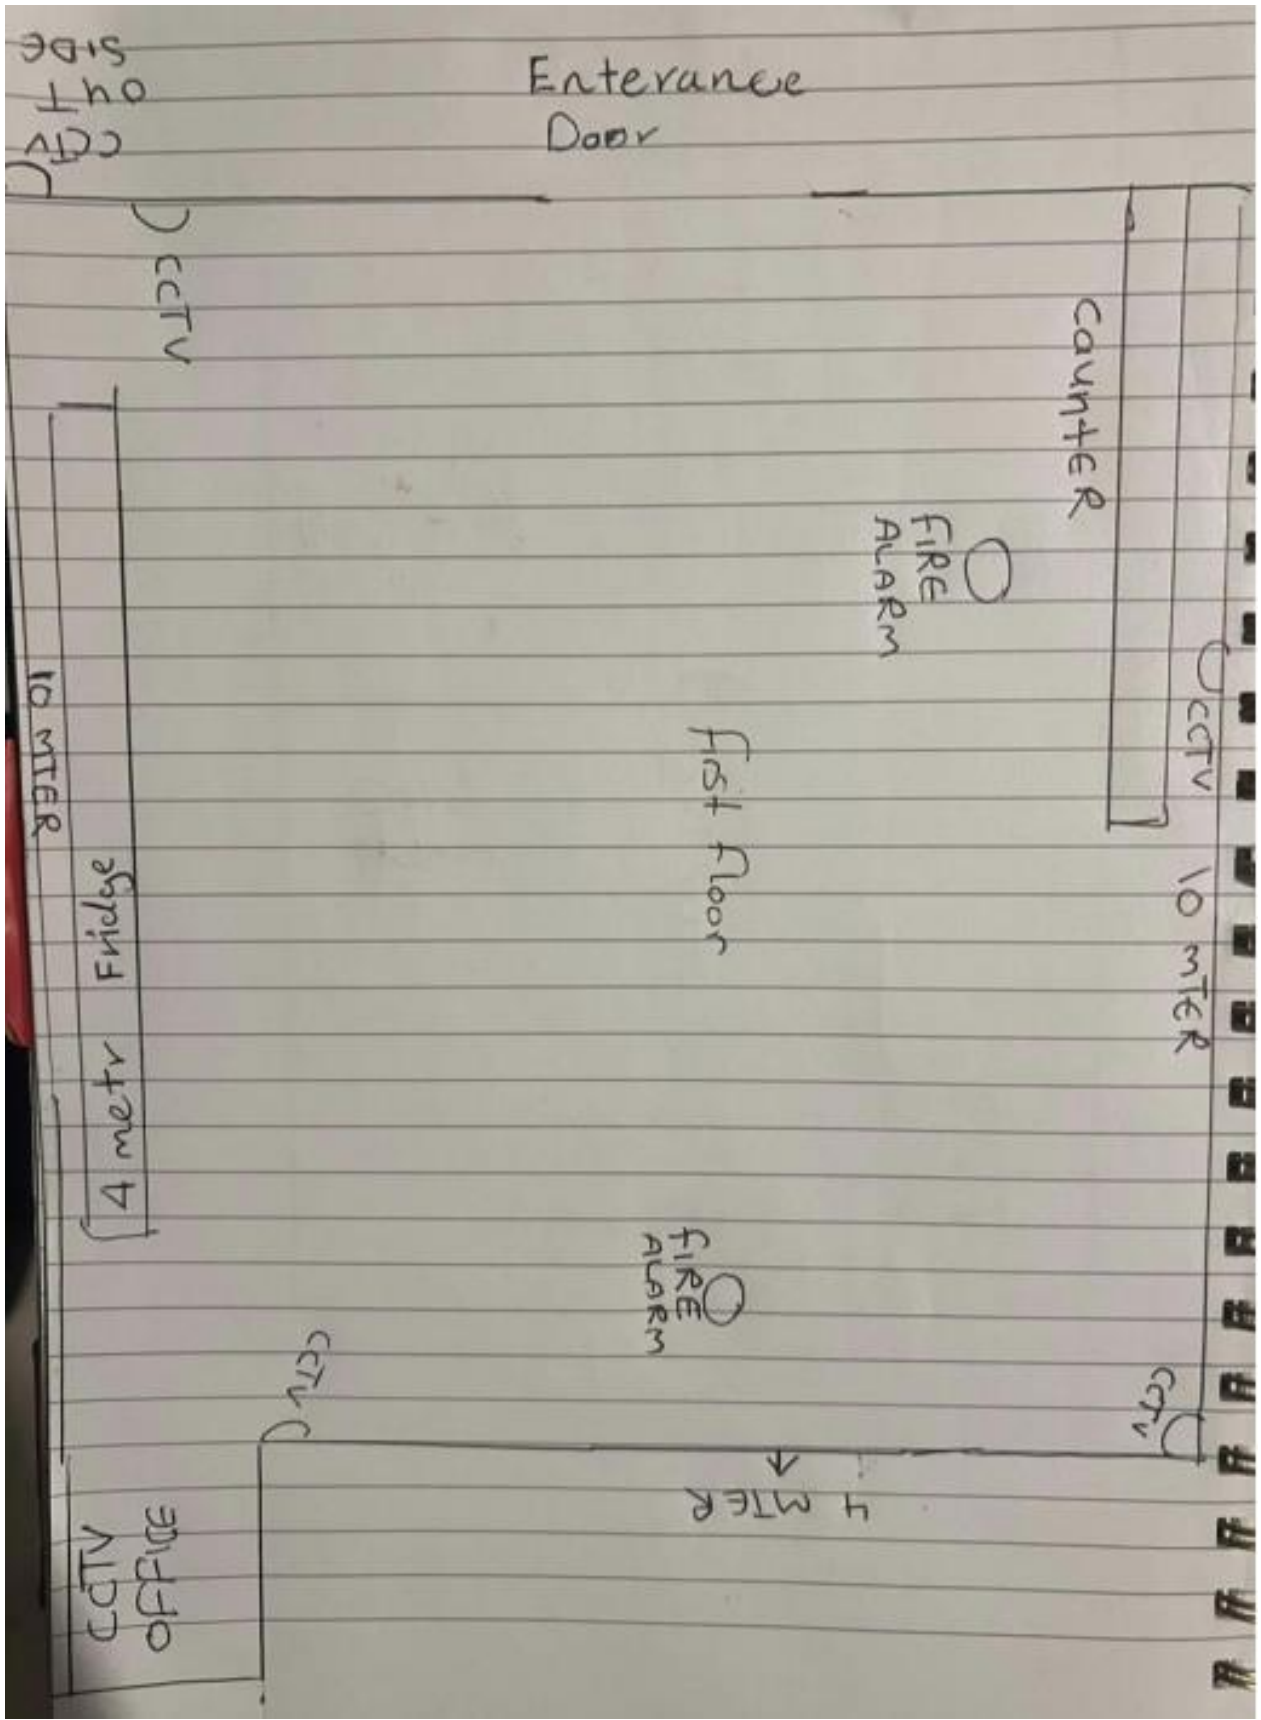 Enterance
Door
CCTV
OUT
SIDE
CCTV
CaunTER
FIRE
ALARM
CCTV
10 MTER
first floor
10 MTER
4 metr Fridge
FIRE
ALARM
CCTV
CCTV
4 MTER
CCTV
OFFICE